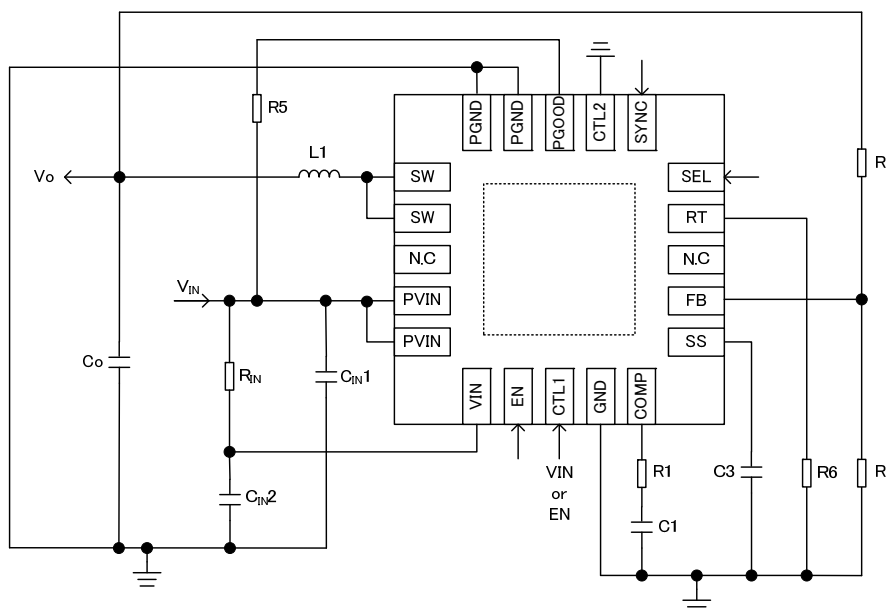 R5
PGND
PGND
PGOOD
CTL2
SYNC
L1
Vo
SW
SEL
R
SW
RT
N.C
N.C
VIN
PVIN
FB
PVIN
SS
Co
RIN
CIN1
VIN
EN
CTL1
GND
COMP
CIN2
VIN
or
EN
R1
C3
R6
R
C1